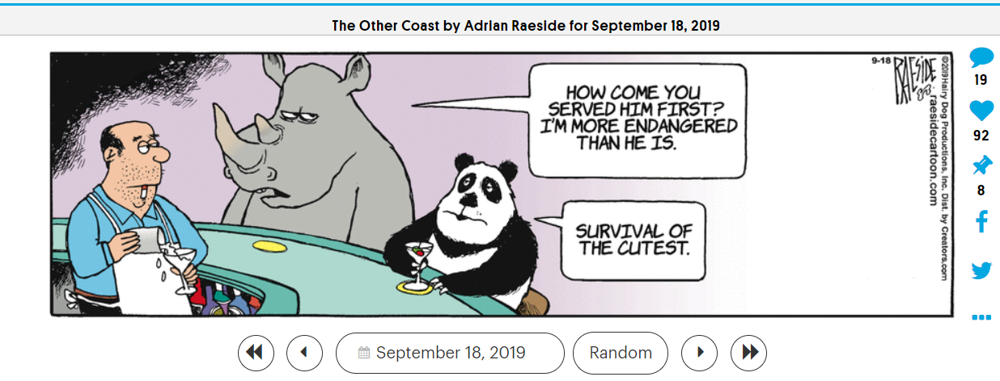 The Other Coast by Adrian Raeside for September 18, 2019
HOW COME YOU
SERVED HIM FIRST?
I'M MORE ENDANGERED
THAN HE IS.
SURVIVAL OF
THE CUTEST.
9-18
RAESIDE
raesidecartoon.com
©2019 Hairy Dog Productions, Inc. Dist. by Creators.com
19
92
8
September 18, 2019
Random